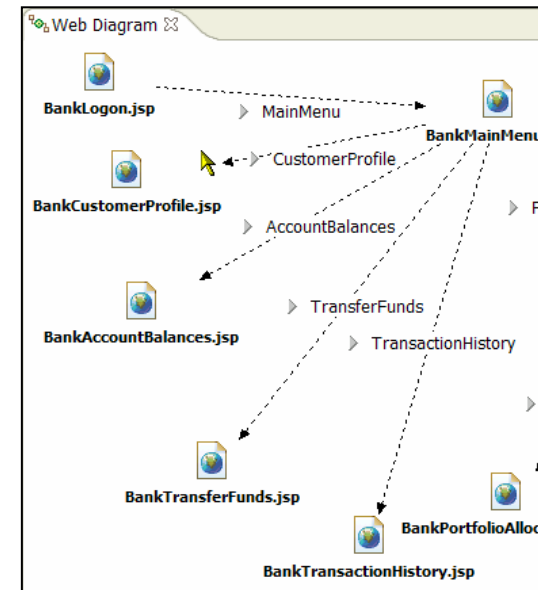 Web Diagram
BankLogon.jsp
MainMenu
BankMainMenu
CustomerProfile
BankCustomerProfile.jsp
AccountBalances
BankAccountBalances.jsp
TransferFunds
TransactionHistory
BankTransferFunds.jsp
BankPortfolioAlloc
BankTransactionHistory.jsp